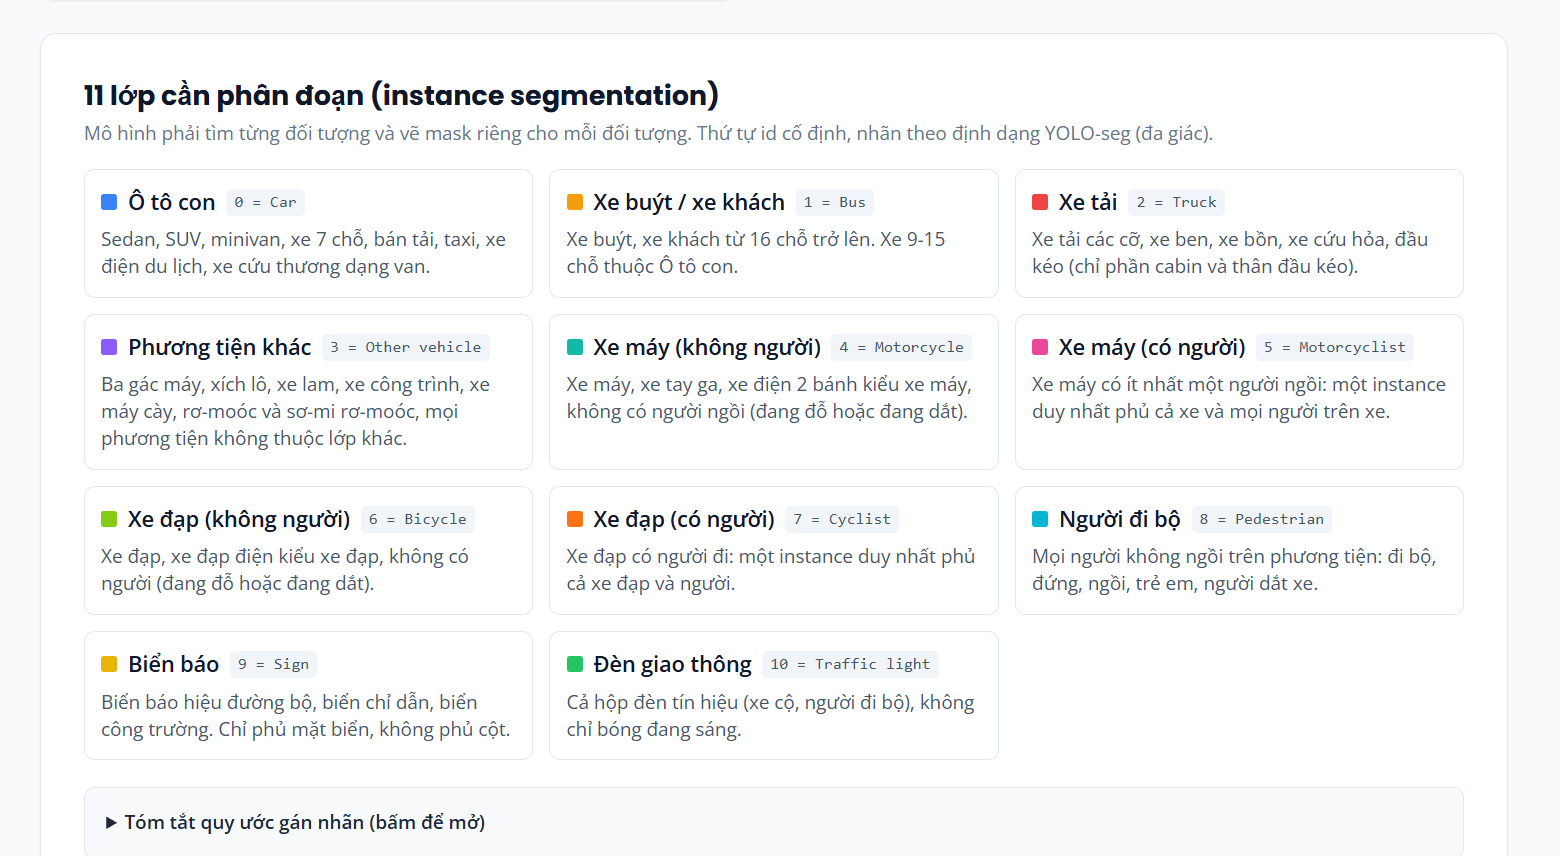 11 lớp cần phân đoạn (instance segmentation)
Mô hình phải tìm từng đối tượng và vẽ mask riêng cho mỗi đối tượng. Thứ tự id cố định, nhãn theo định dạng YOLO-seg (đa giác).
Ô tô con 0 = Car
Sedan, SUV, minivan, xe 7 chỗ, bán tải, taxi, xe
điện du lịch, xe cứu thương dạng van.
Xe buýt / xe khách 1 = Bus
Xe buýt, xe khách từ 16 chỗ trở lên. Xe 9-15
chỗ thuộc Ô tô con.
Xe tải 2 = Truck
Xe tải các cỡ, xe ben, xe bồn, xe cứu hỏa, đầu
kéo (chỉ phần cabin và thân đầu kéo).
Phương tiện khác 3 = Other vehicle
Ba gác máy, xích lô, xe lam, xe công trình, xe
máy cày, rơ-moóc và sơ-mi rơ-moóc, mọi
phương tiện không thuộc lớp khác.
Xe máy (không người) 4 = Motorcycle
Xe máy, xe tay ga, xe điện 2 bánh kiểu xe máy,
không có người ngồi (đang đỗ hoặc đang dắt).
Xe máy (có người) 5 = Motorcyclist
Xe máy có ít nhất một người ngồi: một instance
duy nhất phủ cả xe và mọi người trên xe.
Xe đạp (không người) 6 = Bicycle
Xe đạp, xe đạp điện kiểu xe đạp, không có
người (đang đỗ hoặc đang dắt).
Xe đạp (có người) 7 = Cyclist
Xe đạp có người đi: một instance duy nhất phủ
cả xe đạp và người.
Người đi bộ 8 = Pedestrian
Mọi người không ngồi trên phương tiện: đi bộ,
đứng, ngồi, trẻ em, người dắt xe.
Biển báo 9 = Sign
Biển báo hiệu đường bộ, biển chỉ dẫn, biển
công trường. Chỉ phủ mặt biển, không phủ cột.
Đèn giao thông 10 = Traffic light
Cả hộp đèn tín hiệu (xe cộ, người đi bộ), không
chỉ bóng đang sáng.
▶ Tóm tắt quy ước gán nhãn (bấm để mở)